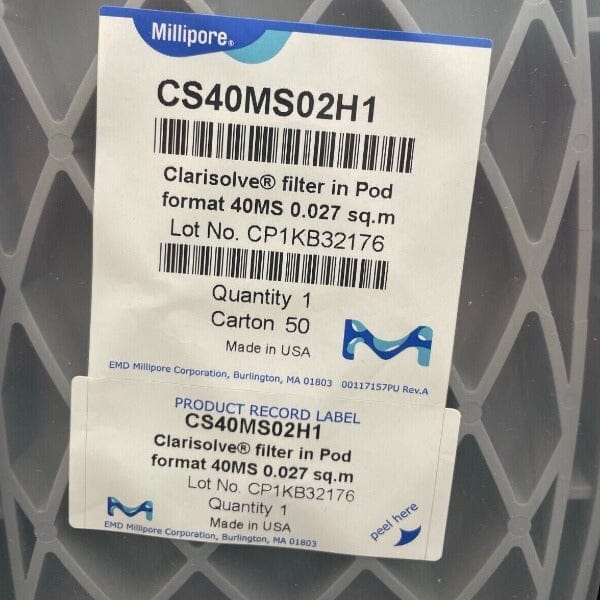 Millipore®
CS40MS02H1
Clarisolve® filter in Pod
format 40MS 0.027 sq.m
Lot No. CP1KB32176
Quantity 1
Carton 50
Made in USA
EMD Millipore Corporation, Burlington, MA 01803 00117157PU Rev.A
PRODUCT RECORD LABEL
CS40MS02H1
Clarisolve® filter in Pod
format 40MS 0.027 sq.m
Lot No. CP1KB32176
Quantity 1
Made in USA
EMD Millipore Corporation, Burlington, MA 01803
peel here